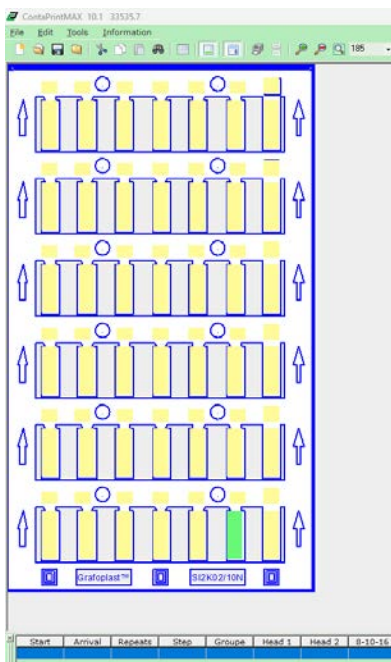 ContaPrintMAX 10.1 33535.7
File Edit Tools Information
185
Grafoplast™ SI2K02/10N
Start Arrival Repeats Step Groupe Head 1 Head 2 8-10-16